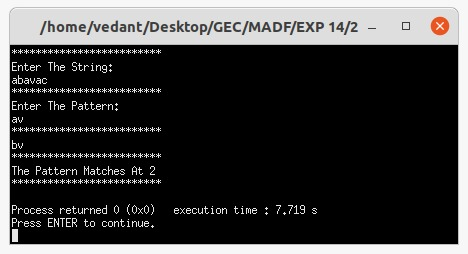 /home/vedant/Desktop/GEC/MADF/EXP 14/2
*************************
Enter The String:
abavac
*************************
Enter The Pattern:
av
*************************
bv
*************************
The Pattern Matches At 2
*************************
Process returned 0 (0x0)   execution time : 7.719 s
Press ENTER to continue.